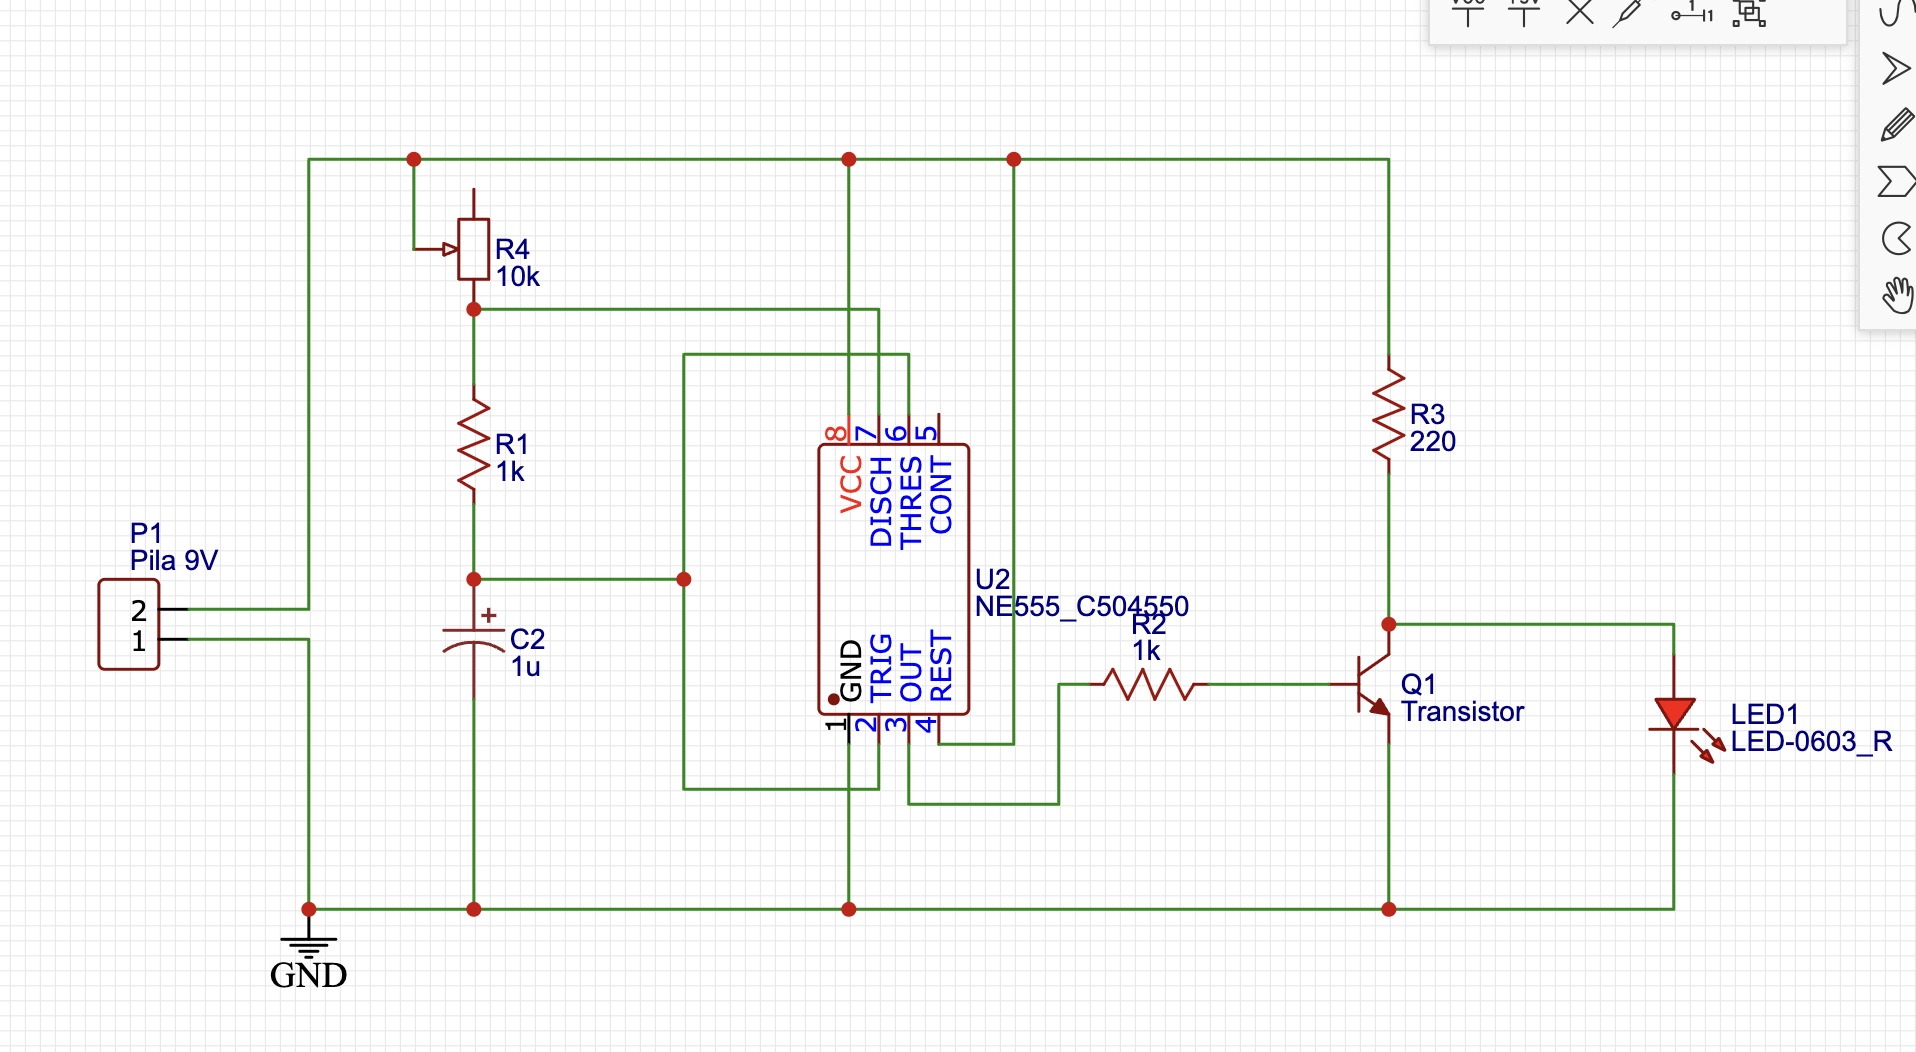 R4
10k
R1
1k
P1
Pila 9V
2
1
C2
1u
8
7
6
5
VCC
DISCH
THRES
CONT
U2
NE555_C504550
GND
TRIG
OUT
REST
1
2
3
4
R2
1k
R3
220
Q1
Transistor
LED1
LED-0603_R
GND